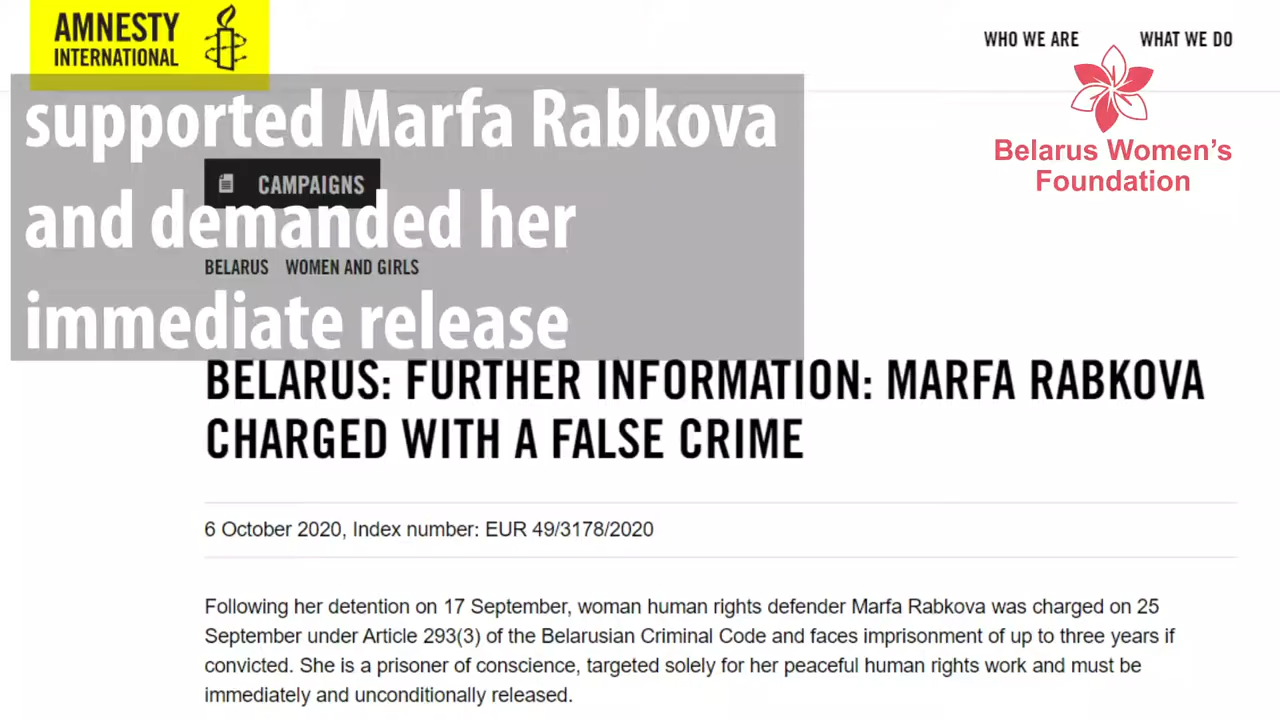 AMNESTY
INTERNATIONAL
WHO WE ARE
WHAT WE DO
Belarus Women's
Foundation
supported Marfa Rabkova
and demanded her
immediate release
CAMPAIGNS
BELARUS WOMEN AND GIRLS
BELARUS: FURTHER INFORMATION: MARFA RABKOVA
CHARGED WITH A FALSE CRIME
6 October 2020, Index number: EUR 49/3178/2020
Following her detention on 17 September, woman human rights defender Marfa Rabkova was charged on 25
September under Article 293(3) of the Belarusian Criminal Code and faces imprisonment of up to three years if
convicted. She is a prisoner of conscience, targeted solely for her peaceful human rights work and must be
immediately and unconditionally released.